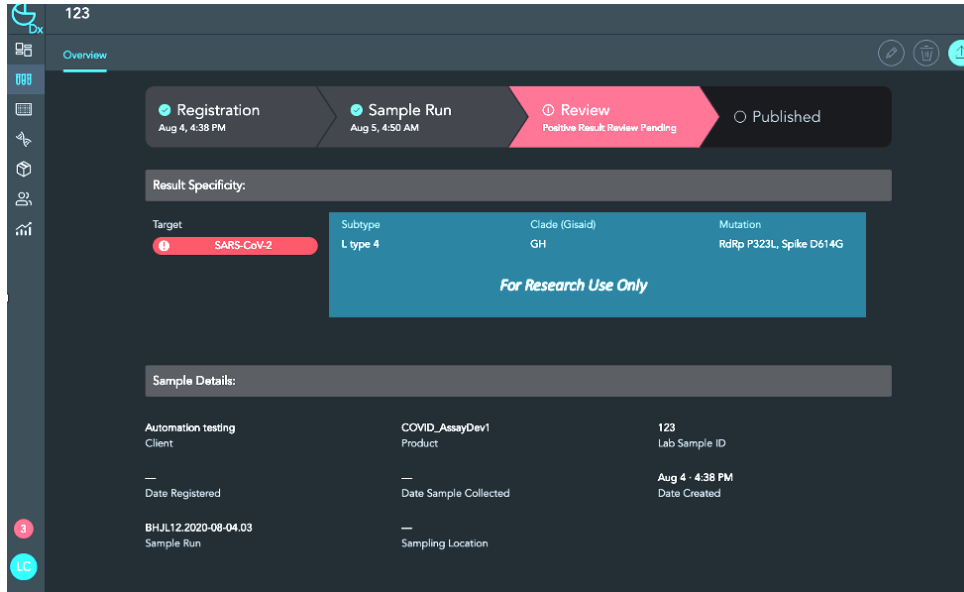 Dx
123
Overview
Registration
Aug 4, 4:38 PM
Sample Run
Aug 5, 4:50 AM
Review
Positive Result Review Pending
Published
Result Specificity:
Target
SARS-CoV-2
Subtype
L type 4
Clade (Gisaid)
GH
Mutation
RdRp P323L, Spike D614G
For Research Use Only
Sample Details:
Automation testing
Client
COVID_AssayDev1
Product
123
Lab Sample ID
—
Date Registered
—
Date Sample Collected
Aug 4 · 4:38 PM
Date Created
BHJL12.2020-08-04.03
Sample Run
—
Sampling Location
3
LC